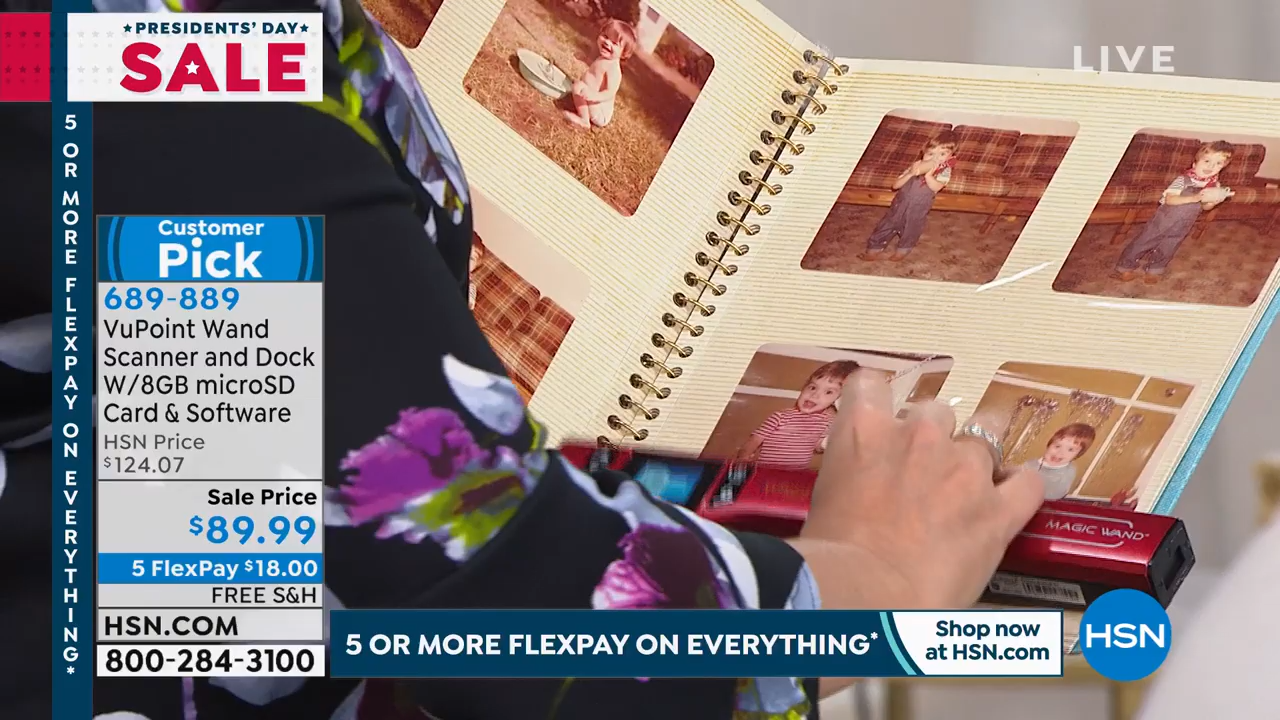 ★PRESIDENTS' DAY★
SALE
LIVE
5 OR MORE FLEXPAY ON EVERYTHING*
Customer
Pick
689-889
VuPoint Wand
Scanner and Dock
W/8GB microSD
Card & Software
HSN Price
$124.07
Sale Price
$89.99
5 FlexPay $18.00
FREE S&H
HSN.COM
800-284-3100
MAGIC WAND
5 OR MORE FLEXPAY ON EVERYTHING*
Shop now
at HSN.com
HSN